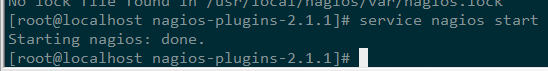 No lock file found in /usr/local/nagios/var/nagios.lock
[root@localhost nagios-plugins-2.1.1]# service nagios start
Starting nagios: done.
[root@localhost nagios-plugins-2.1.1]#